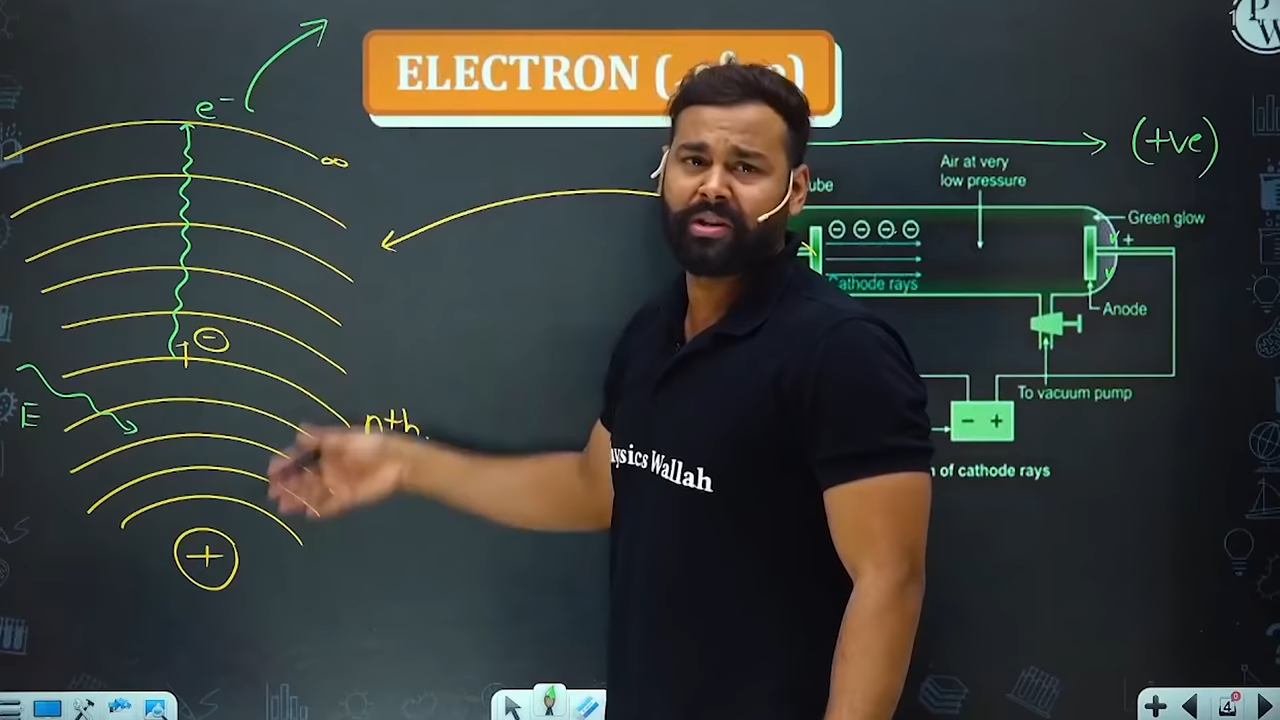 ELECTRON (
e⁻
∞
(+ve)
Air at very
low pressure
Green glow
+
Cathode rays
Anode
To vacuum pump
- +
of cathode rays
E
nth
+
Wallah
P
W
4